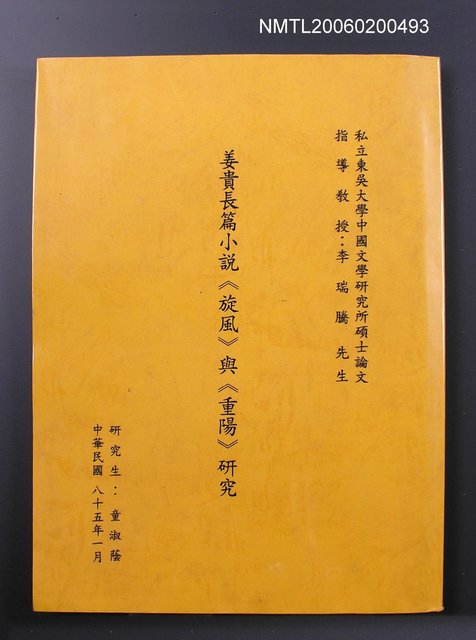 NMTL20060200493
私立東吳大學中國文學研究所碩士論文
指導教授：李瑞騰先生
姜貴長篇小説《旋風》與《重陽》研究
研究生：童淑蔭
中華民國八十五年一月